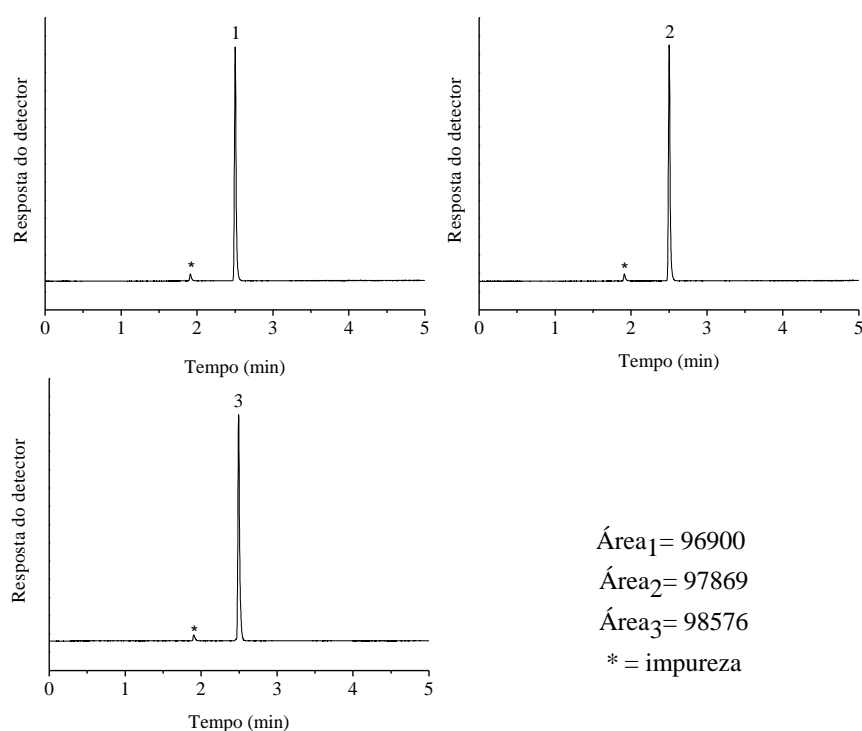 1
Resposta do detector
*
0 1 2 3 4 5
Tempo (min)
2
Resposta do detector
*
0 1 2 3 4 5
Tempo (min)
3
Resposta do detector
*
0 1 2 3 4 5
Tempo (min)
Área1= 96900
Área2= 97869
Área3= 98576
* = impureza